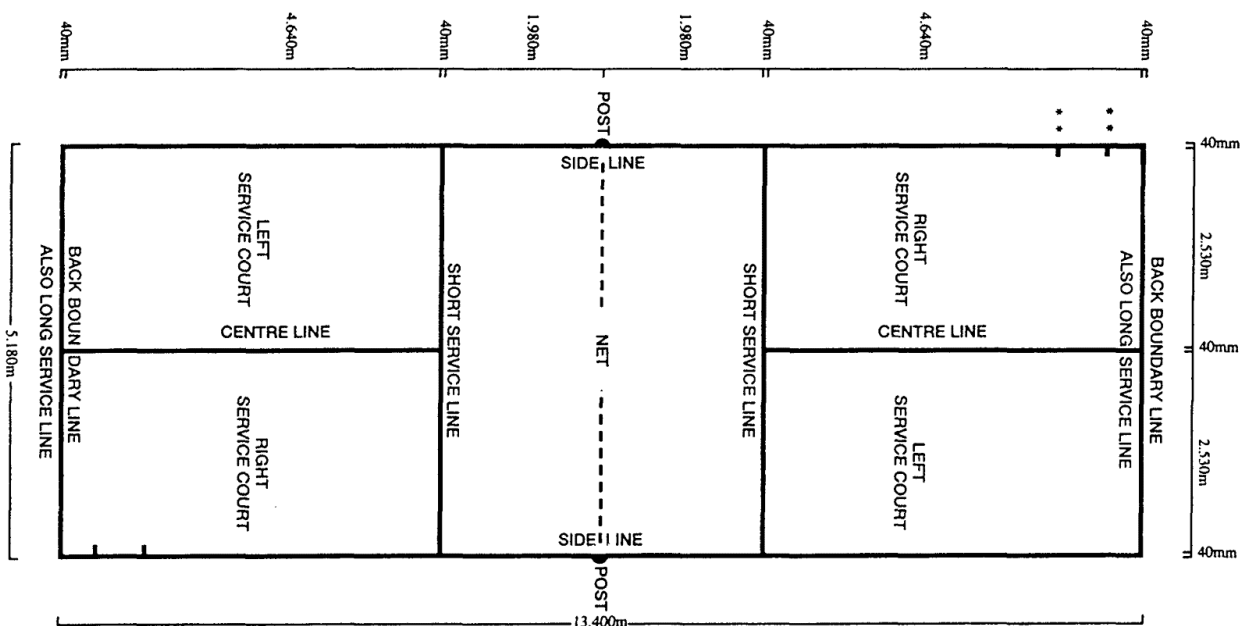 40mm
4.640m
40mm
1.980m
1.980m
40mm
4.640m
40mm
POST
* *
* *
40mm
SIDE LINE
LEFT
SERVICE COURT
RIGHT
SERVICE COURT
2.530m
BACK BOUNDARY LINE
ALSO LONG SERVICE LINE
SHORT SERVICE LINE
SHORT SERVICE LINE
BACK BOUNDARY LINE
ALSO LONG SERVICE LINE
CENTRE LINE
NET
CENTRE LINE
40mm
5.180m
RIGHT
SERVICE COURT
LEFT
SERVICE COURT
2.530m
SIDE LINE
40mm
POST
13.400m